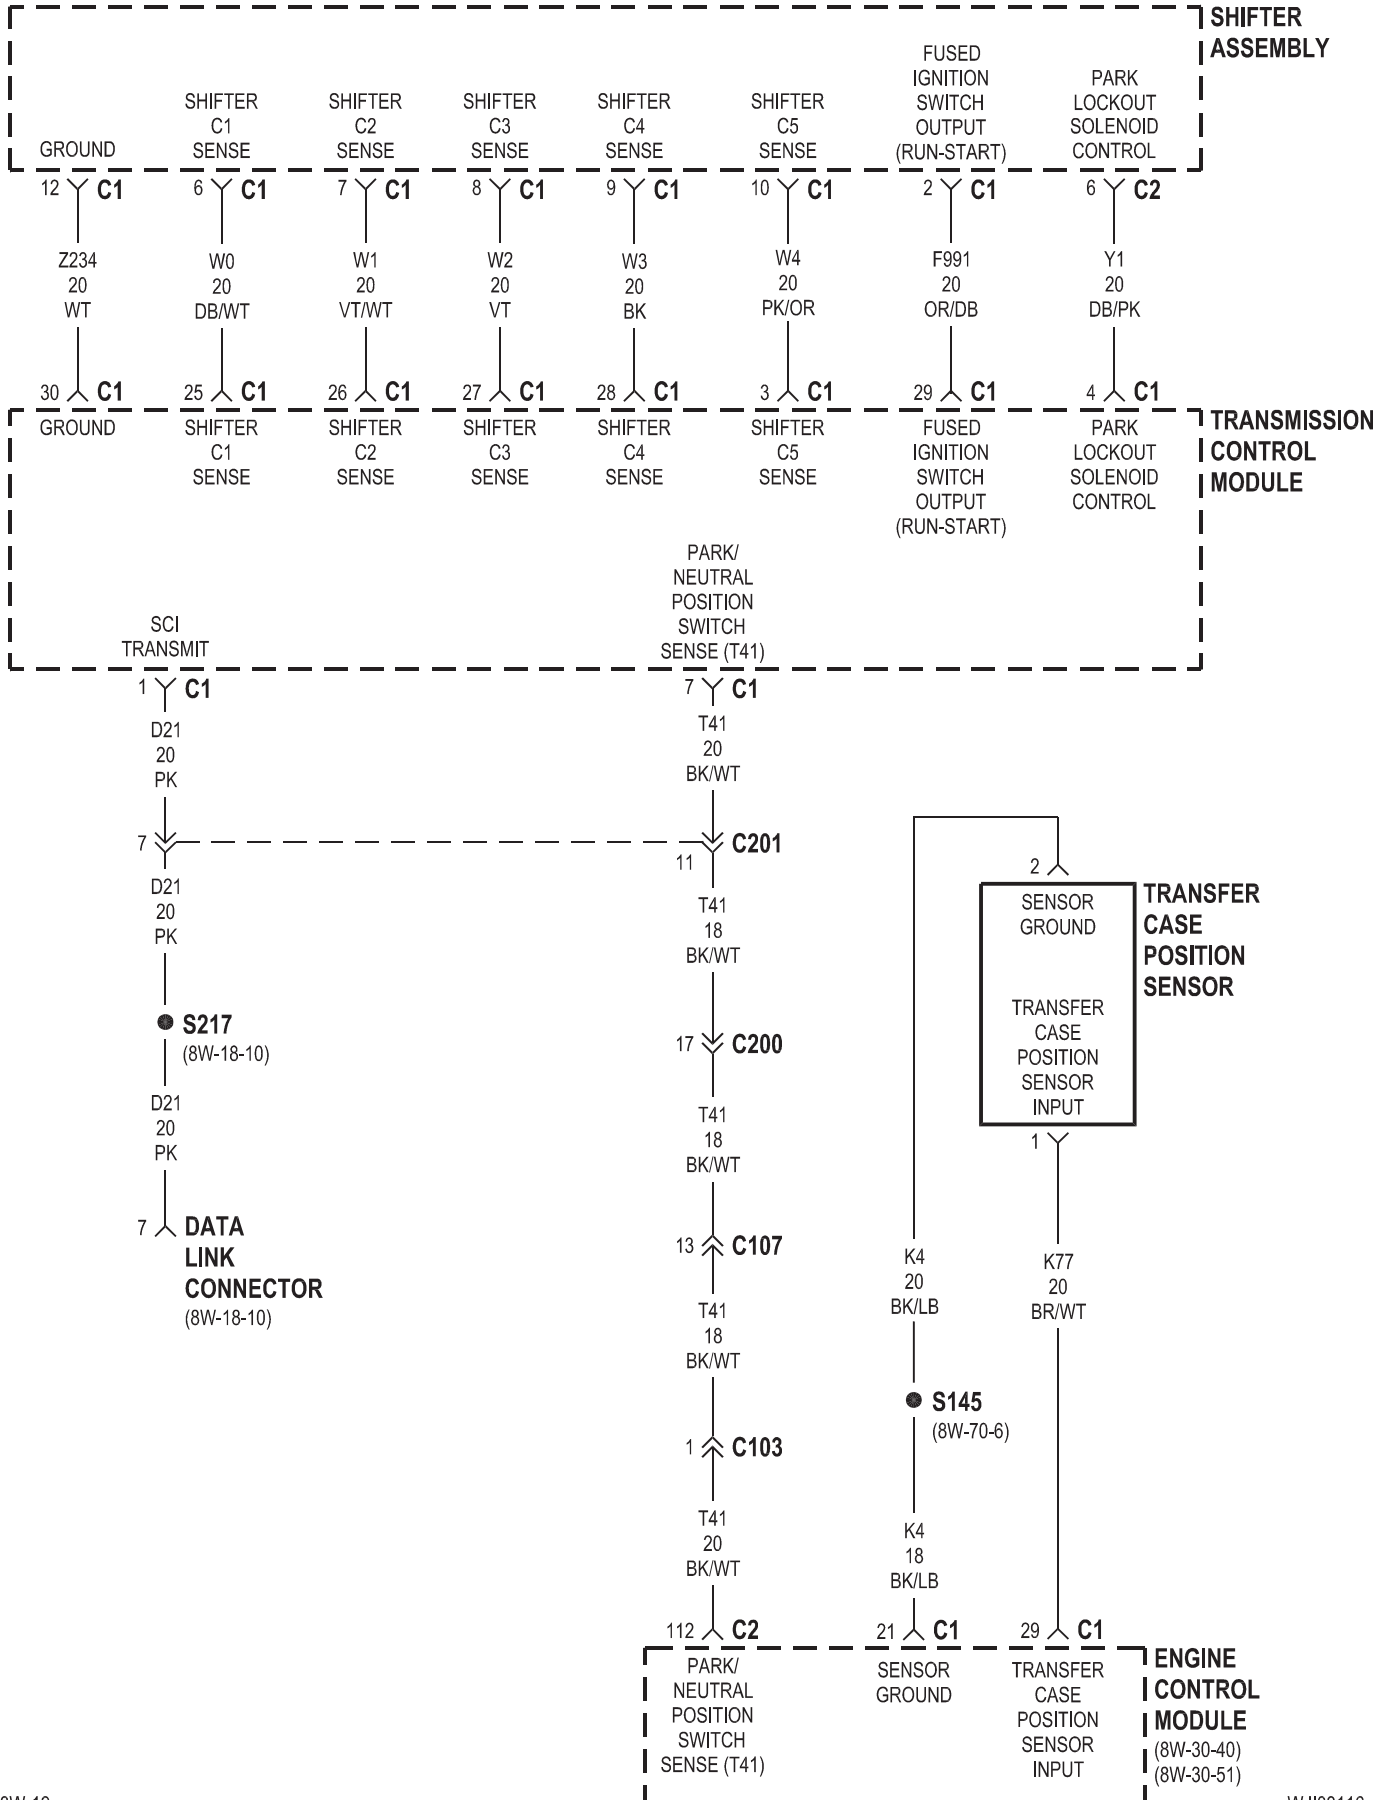 SHIFTER
ASSEMBLY
GROUND
SHIFTER
C1
SENSE
SHIFTER
C2
SENSE
SHIFTER
C3
SENSE
SHIFTER
C4
SENSE
SHIFTER
C5
SENSE
FUSED
IGNITION
SWITCH
OUTPUT
(RUN-START)
PARK
LOCKOUT
SOLENOID
CONTROL
12 C1
6 C1
7 C1
8 C1
9 C1
10 C1
2 C1
6 C2
Z234
20
WT
W0
20
DB/WT
W1
20
VT/WT
W2
20
VT
W3
20
BK
W4
20
PK/OR
F991
20
OR/DB
Y1
20
DB/PK
30 C1
25 C1
26 C1
27 C1
28 C1
3 C1
29 C1
4 C1
TRANSMISSION
CONTROL
MODULE
GROUND
SHIFTER
C1
SENSE
SHIFTER
C2
SENSE
SHIFTER
C3
SENSE
SHIFTER
C4
SENSE
SHIFTER
C5
SENSE
FUSED
IGNITION
SWITCH
OUTPUT
(RUN-START)
PARK
LOCKOUT
SOLENOID
CONTROL
SCI
TRANSMIT
PARK/
NEUTRAL
POSITION
SWITCH
SENSE (T41)
1 C1
7 C1
D21
20
PK
T41
20
BK/WT
7
11
C201
D21
20
PK
T41
18
BK/WT
S217
(8W-18-10)
17 C200
D21
20
PK
T41
18
BK/WT
7 DATA
LINK
CONNECTOR
(8W-18-10)
13 C107
T41
18
BK/WT
1 C103
T41
20
BK/WT
2
TRANSFER
CASE
POSITION
SENSOR
SENSOR
GROUND
TRANSFER
CASE
POSITION
SENSOR
INPUT
1
K4
20
BK/LB
K77
20
BR/WT
S145
(8W-70-6)
K4
18
BK/LB
112 C2
21 C1
29 C1
PARK/
NEUTRAL
POSITION
SWITCH
SENSE (T41)
SENSOR
GROUND
TRANSFER
CASE
POSITION
SENSOR
INPUT
ENGINE
CONTROL
MODULE
(8W-30-40)
(8W-30-51)